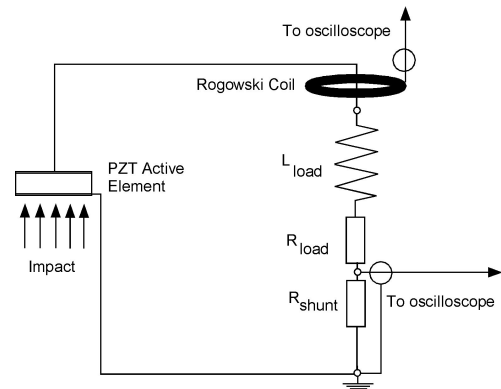 To oscilloscope
Rogowski Coil
L load
PZT Active
Element
Impact
R load
R shunt
To oscilloscope